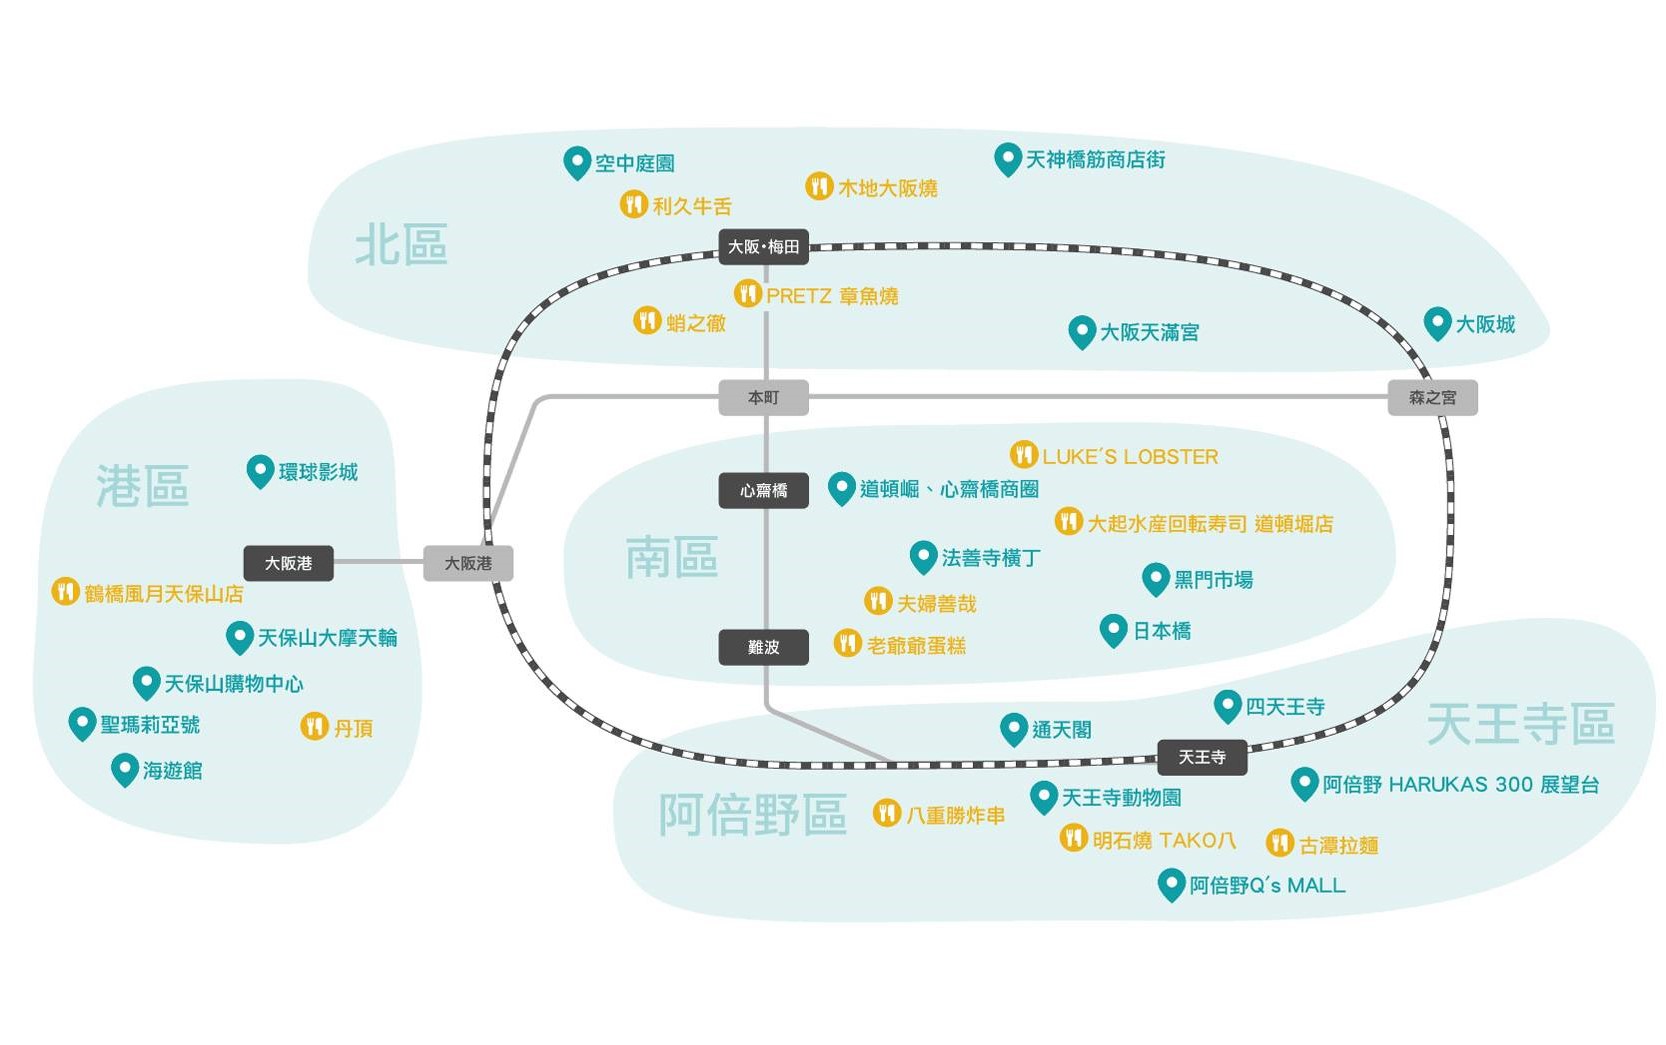 空中庭園
天神橋筋商店街
木地大阪燒
利久牛舌
北區
大阪・梅田
PRETZ 章魚燒
蛸之徹
大阪天滿宮
大阪城
本町
森之宮
港區
環球影城
大阪港
大阪港
鶴橋風月天保山店
天保山大摩天輪
天保山購物中心
聖瑪莉亞號
丹頂
海遊館
LUKE'S LOBSTER
心齋橋
道頓崛、心齋橋商圈
大起水産回転寿司 道頓堀店
南區
法善寺橫丁
黑門市場
夫婦善哉
日本橋
難波
老爺爺蛋糕
四天王寺
天王寺區
通天閣
天王寺
阿倍野 HARUKAS 300 展望台
天王寺動物園
阿倍野區
八重勝炸串
明石燒 TAKO八
古潭拉麵
阿倍野Q's MALL